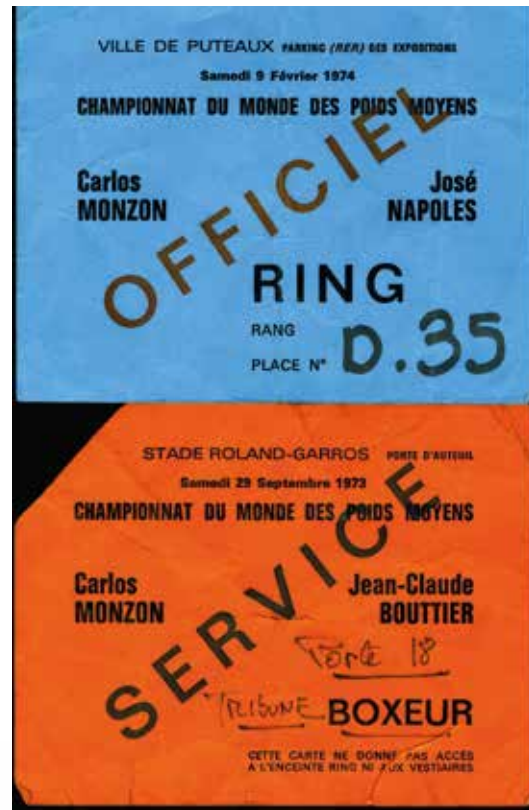 VILLE DE PUTEAUX PARKING (RER) DES EXPOSITIONS
Samedi 9 Février 1974
CHAMPIONNAT DU MONDE DES POIDS MOYENS
Carlos MONZON
José NAPOLES
OFFICIEL
RING
RANG
PLACE N° D.35
STADE ROLAND-GARROS PORTE D'AUTEUIL
Samedi 29 Septembre 1973
CHAMPIONNAT DU MONDE DES POIDS MOYENS
Carlos MONZON
Jean-Claude BOUTTIER
SERVICE
Porte 18
TRIBUNE BOXEUR
CETTE CARTE NE DONNE PAS ACCÈS
A L'ENCEINTE RING NI AUX VESTIAIRES